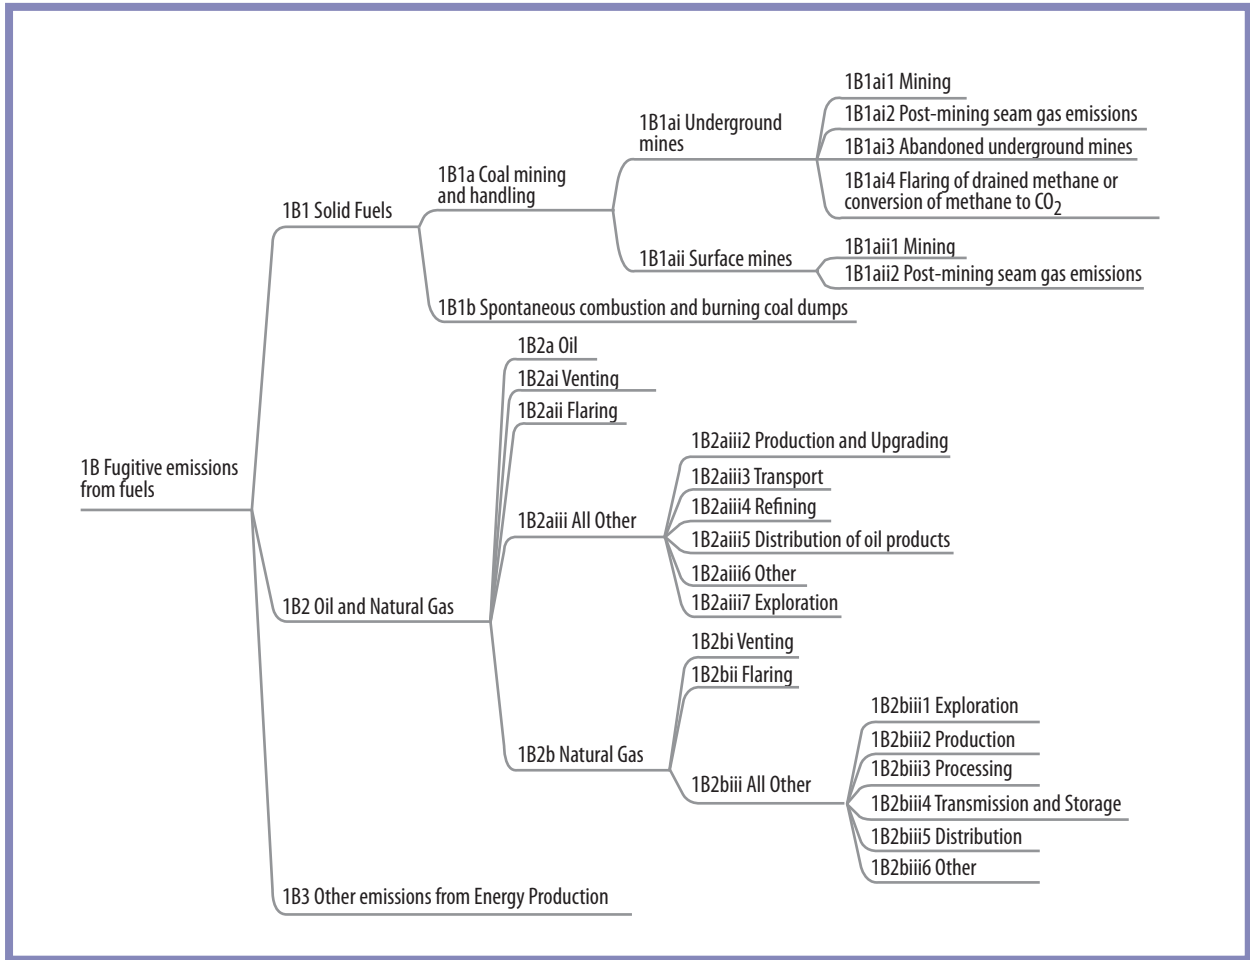 1B Fugitive emissions
from fuels
1B1 Solid Fuels
1B1a Coal mining
and handling
1B1ai Underground
mines
1B1ai1 Mining
1B1ai2 Post-mining seam gas emissions
1B1ai3 Abandoned underground mines
1B1ai4 Flaring of drained methane or
conversion of methane to CO2
1B1aii Surface mines
1B1aii1 Mining
1B1aii2 Post-mining seam gas emissions
1B1b Spontaneous combustion and burning coal dumps
1B2 Oil and Natural Gas
1B2a Oil
1B2ai Venting
1B2aii Flaring
1B2aiii All Other
1B2aiii2 Production and Upgrading
1B2aiii3 Transport
1B2aiii4 Refining
1B2aiii5 Distribution of oil products
1B2aiii6 Other
1B2aiii7 Exploration
1B2b Natural Gas
1B2bi Venting
1B2bii Flaring
1B2biii All Other
1B2biii1 Exploration
1B2biii2 Production
1B2biii3 Processing
1B2biii4 Transmission and Storage
1B2biii5 Distribution
1B2biii6 Other
1B3 Other emissions from Energy Production